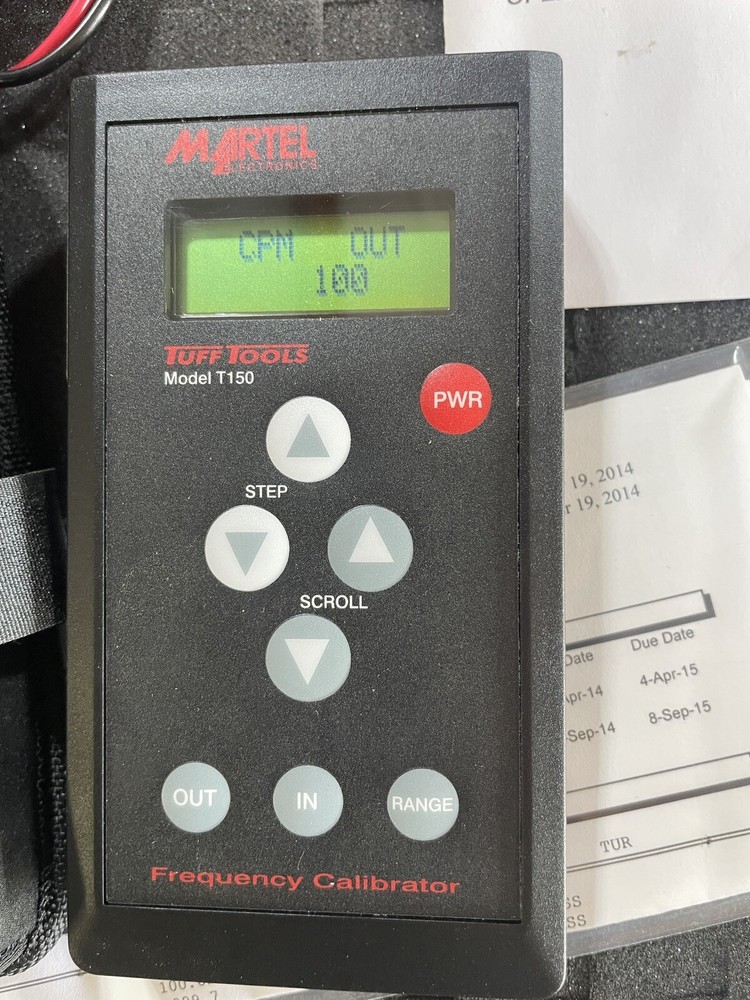 MARTEL
ELECTRONICS
CPM OUT
100
TUFF TOOLS
Model T150
PWR
STEP
SCROLL
OUT
IN
RANGE
Frequency Calibrator
19, 2014
19, 2014
Date Due Date
4-Apr-15
8-Sep-15
TUR